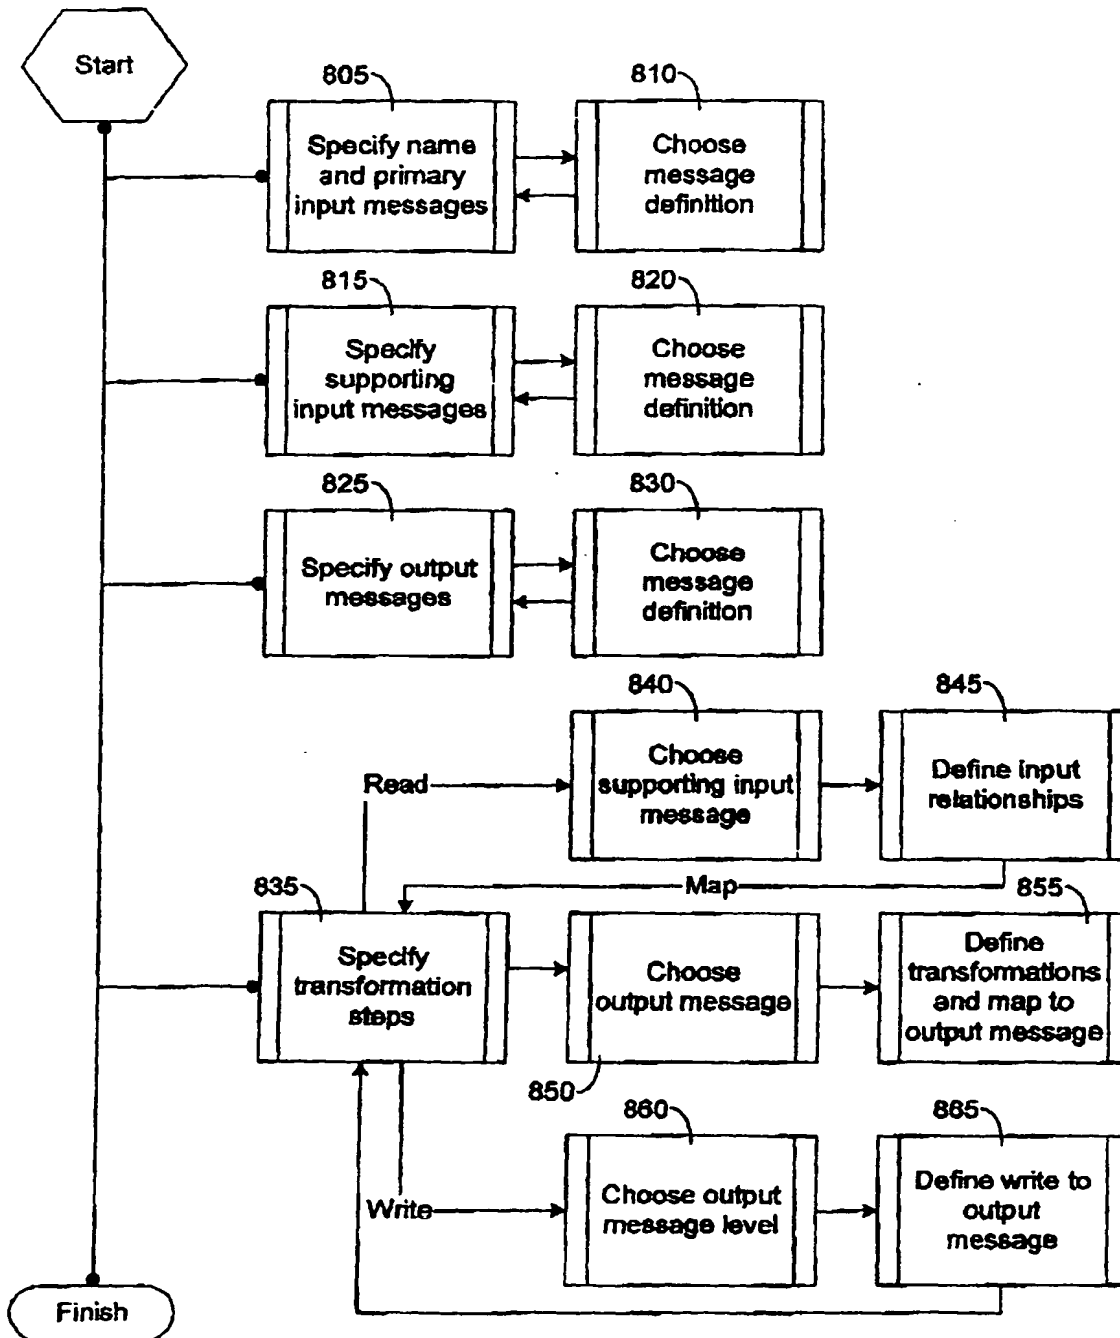 Start
805
810
Specify name
and primary
input messages
Choose
message
definition
815
820
Specify
supporting
input messages
Choose
message
definition
825
830
Specify output
messages
Choose
message
definition
840
845
Read
Choose
supporting input
message
Define input
relationships
Map
835
855
Specify
transformation
steps
Choose
output message
Define
transformations
and map to
output message
850
860
865
Write
Choose output
message level
Define write to
output
message
Finish